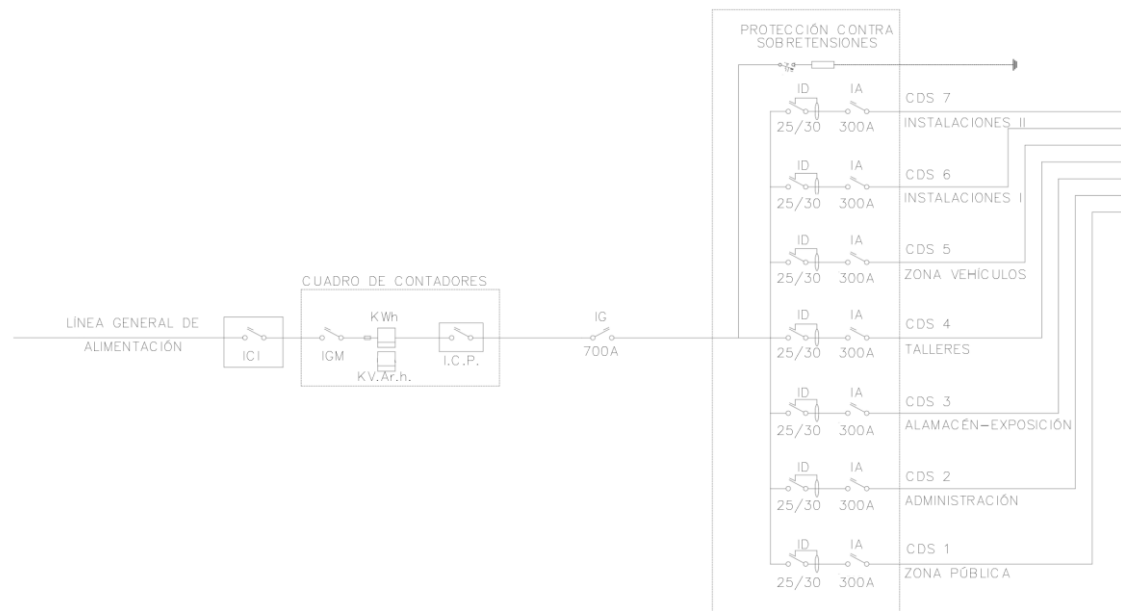 PROTECCIÓN CONTRA
SOBRETENSIONES
ID
IA
CDS 7
25/30
300A
INSTALACIONES II
ID
IA
CDS 6
25/30
300A
INSTALACIONES I
ID
IA
CDS 5
25/30
300A
ZONA VEHÍCULOS
CUADRO DE CONTADORES
LÍNEA GENERAL DE
ALIMENTACIÓN
ICI
IGM
KWh
KV.Ar.h.
I.C.P.
IG
700A
ID
IA
CDS 4
25/30
300A
TALLERES
ID
IA
CDS 3
25/30
300A
ALAMACÉN-EXPOSICIÓN
ID
IA
CDS 2
25/30
300A
ADMINISTRACIÓN
ID
IA
CDS 1
25/30
300A
ZONA PÚBLICA